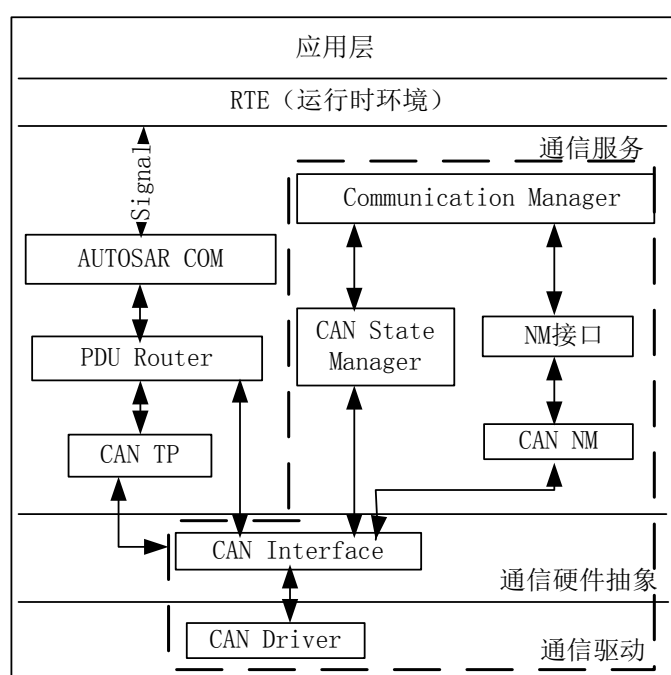 应用层
RTE（运行时环境）
通信服务
Signal
Communication Manager
AUTOSAR COM
CAN State
Manager
NM接口
PDU Router
CAN TP
CAN NM
CAN Interface
通信硬件抽象
CAN Driver
通信驱动